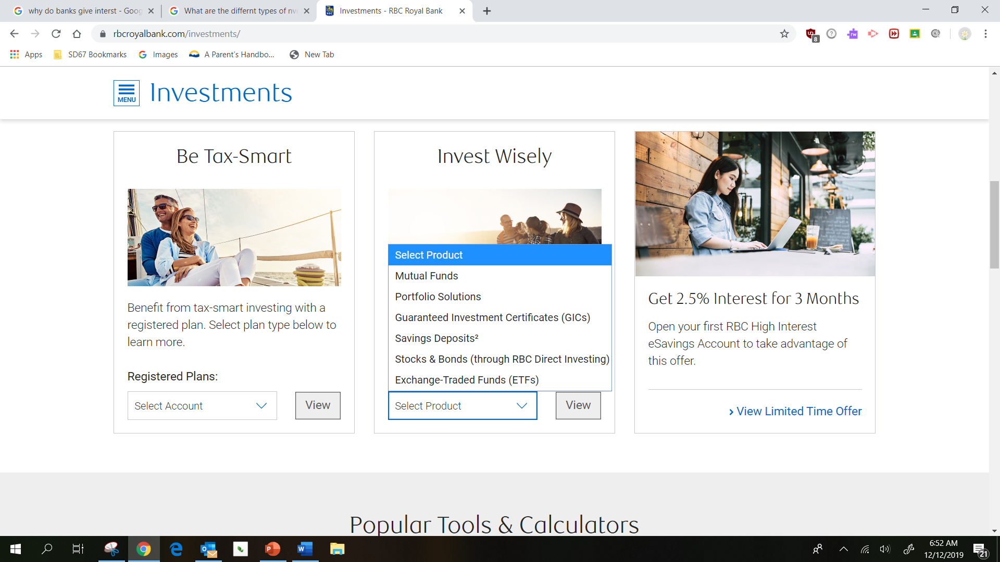 why do banks give interst - Goog
What are the differnt types of nve
Investments - RBC Royal Bank
rbcroyalbank.com/investments/
8
Apps
SD67 Bookmarks
Images
A Parent's Handbo...
New Tab
MENU
Investments
Be Tax-Smart
Benefit from tax-smart investing with a
registered plan. Select plan type below to
learn more.
Registered Plans:
Select Account
View
Invest Wisely
Select Product
Mutual Funds
Portfolio Solutions
Guaranteed Investment Certificates (GICs)
Savings Deposits²
Stocks & Bonds (through RBC Direct Investing)
Exchange-Traded Funds (ETFs)
Select Product
View
Get 2.5% Interest for 3 Months
Open your first RBC High Interest
eSavings Account to take advantage of
this offer.
View Limited Time Offer
Popular Tools & Calculators
6:52 AM
12/12/2019
21